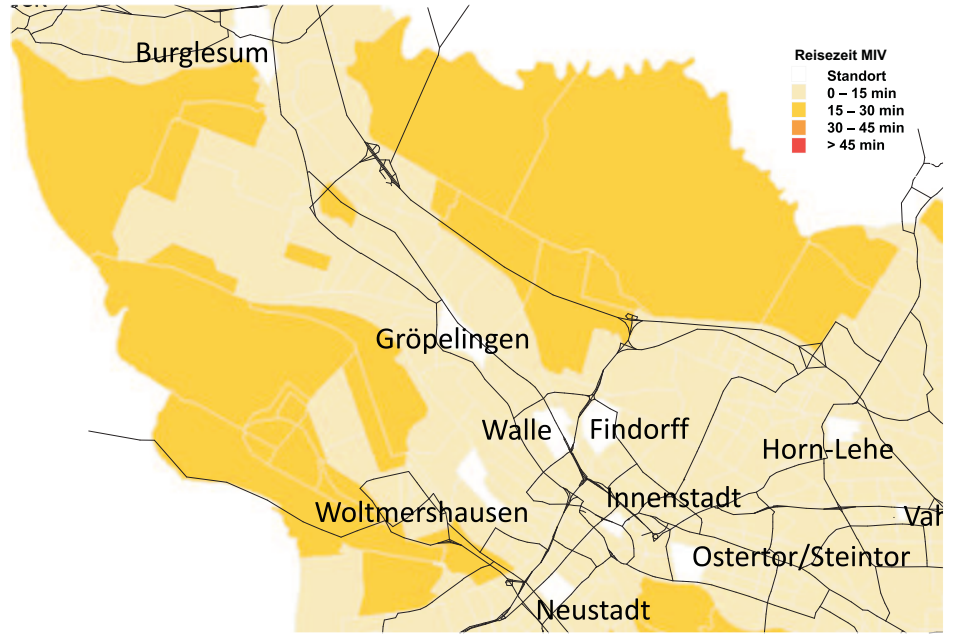 Burglesum
Reisezeit MIV
Standort
0 – 15 min
15 – 30 min
30 – 45 min
> 45 min
Gröpelingen
Walle
Findorff
Horn-Lehe
Innenstadt
Woltmershausen
Vah
Ostertor/Steintor
Neustadt